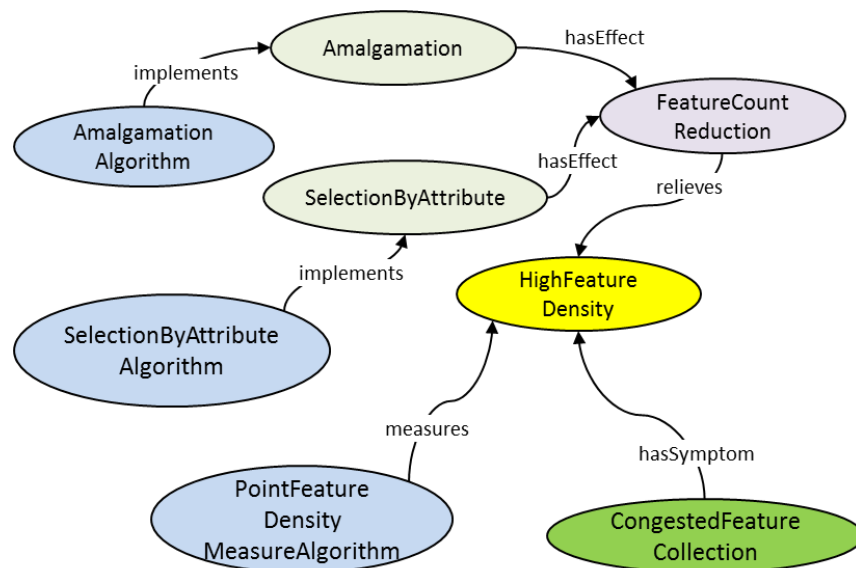 Amalgamation
hasEffect
implements
FeatureCount
Reduction
Amalgamation
Algorithm
hasEffect
SelectionByAttribute
relieves
implements
HighFeature
Density
SelectionByAttribute
Algorithm
measures
hasSymptom
PointFeature
Density
MeasureAlgorithm
CongestedFeature
Collection